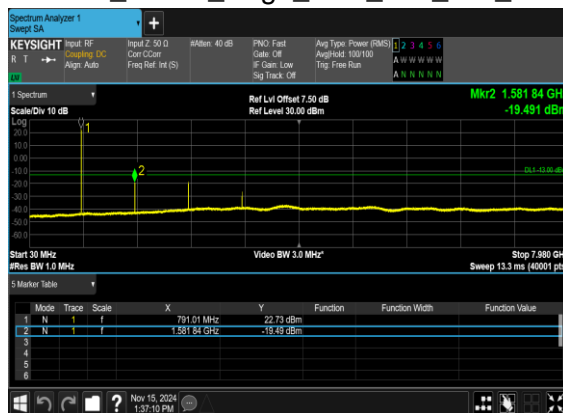 Spectrum Analyzer 1
Swept SA
KEYSIGHT
R T
Input: RF
Coupling: DC
Align: Auto
Input Z: 50 Ω
Corr CCorr
Freq Ref: Int (S)
#Atten: 40 dB
PNO: Fast
Gate: Off
IF Gain: Low
Sig Track: Off
Avg Type: Power (RMS)
Avg|Hold: 100/100
Trig: Free Run
1 2 3 4 5 6
A W W W W W
A N N N N N
1 Spectrum
Scale/Div 10 dB
Ref Lvl Offset 7.50 dB
Ref Level 30.00 dBm
Mkr2 1.581 84 GH
-19.491 dBm
Log
20.0
10.0
0.00
-10.0
-20.0
-30.0
-40.0
-50.0
-60.0
1
2
DL1 -13.00 dB
Start 30 MHz
#Res BW 1.0 MHz
Video BW 3.0 MHz*
Stop 7.980 GH
Sweep 13.3 ms (40001 pts
5 Marker Table
Mode Trace Scale X Y Function Function Width Function Value
1 N 1 f 791.01 MHz 22.73 dBm
2 N 1 f 1.581 84 GHz -19.49 dBm
3
4
5
6
? Nov 15, 2024
1:37:10 PM